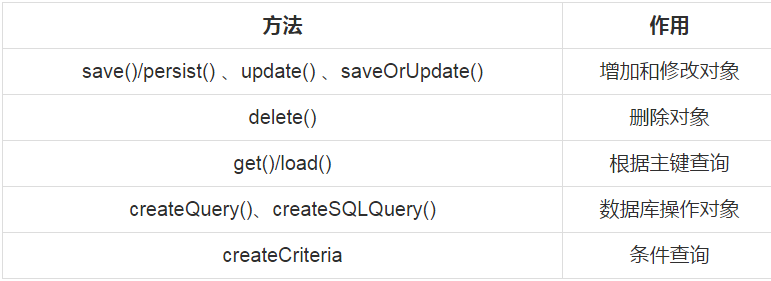 方法 作用
save()/persist() 、update() 、saveOrUpdate() 增加和修改对象
delete() 删除对象
get()/load() 根据主键查询
createQuery()、createSQLQuery() 数据库操作对象
createCriteria 条件查询